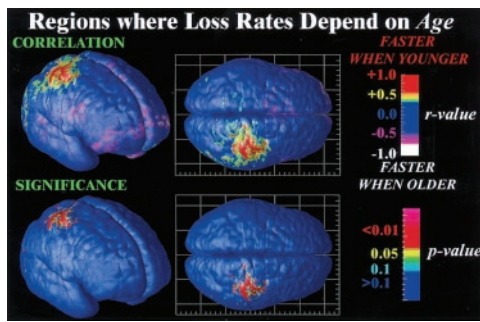 Regions where Loss Rates Depend on Age
CORRELATION
FASTER
WHEN YOUNGER
+1.0
+0.5
0.0
r-value
-0.5
-1.0
FASTER
WHEN OLDER
SIGNIFICANCE
<0.01
0.05
p-value
0.1
>0.1